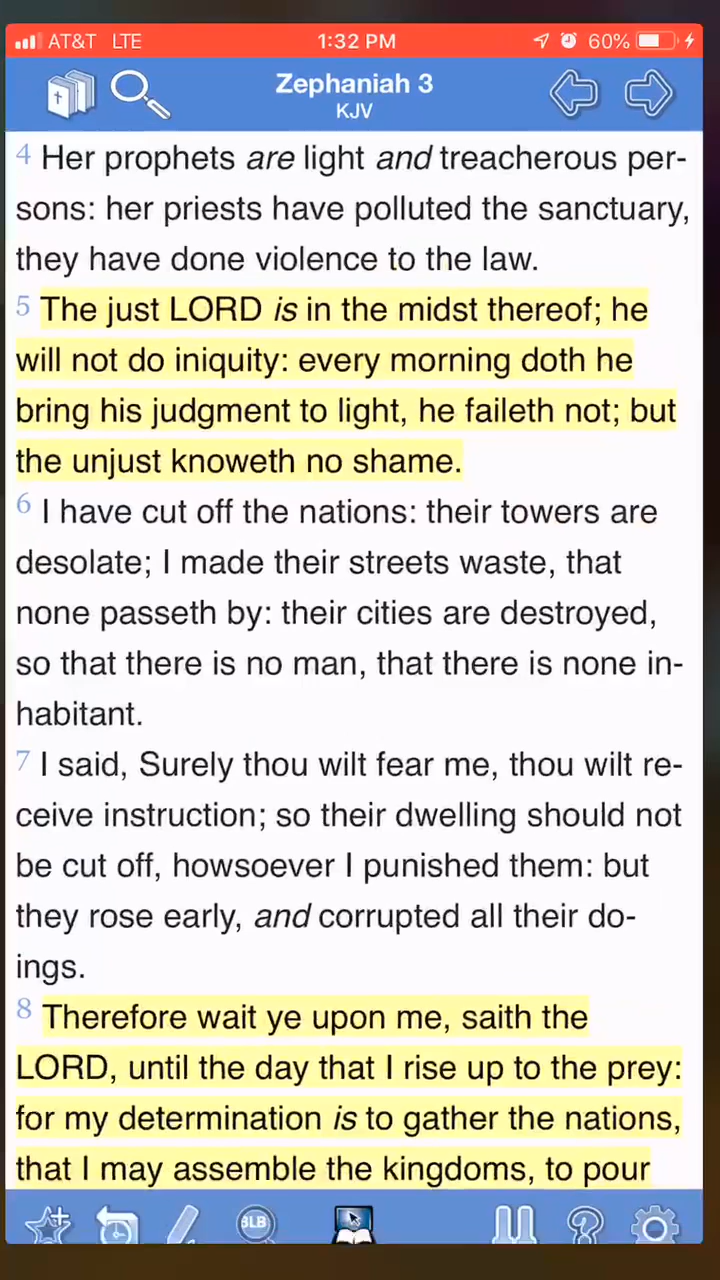 AT&T LTE 1:32 PM 60%
Zephaniah 3
KJV
4 Her prophets are light and treacherous per-
sons: her priests have polluted the sanctuary,
they have done violence to the law.
5 The just LORD is in the midst thereof; he
will not do iniquity: every morning doth he
bring his judgment to light, he faileth not; but
the unjust knoweth no shame.
6 I have cut off the nations: their towers are
desolate; I made their streets waste, that
none passeth by: their cities are destroyed,
so that there is no man, that there is none in-
habitant.
7 I said, Surely thou wilt fear me, thou wilt re-
ceive instruction; so their dwelling should not
be cut off, howsoever I punished them: but
they rose early, and corrupted all their do-
ings.
8 Therefore wait ye upon me, saith the
LORD, until the day that I rise up to the prey:
for my determination is to gather the nations,
that I may assemble the kingdoms, to pour
BLB